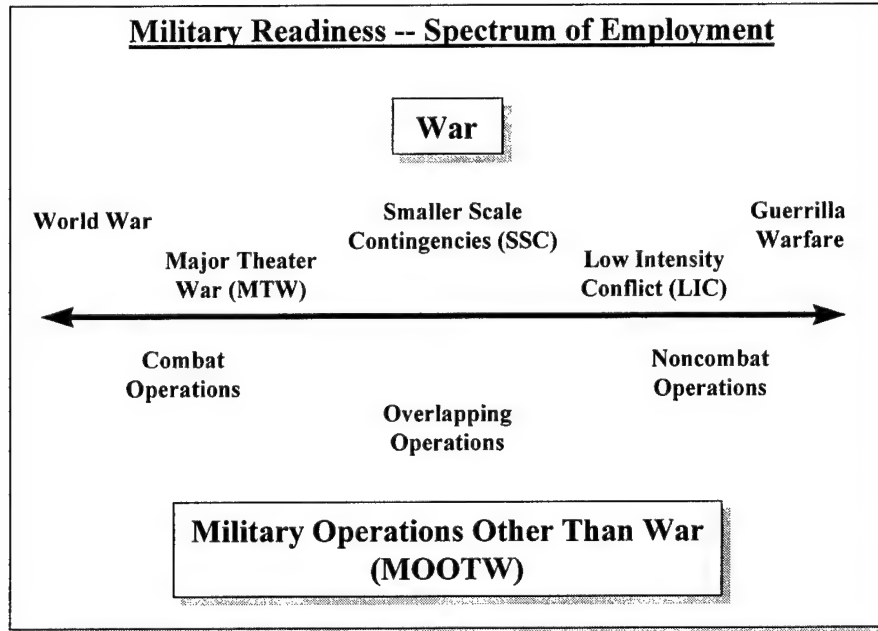 Military Readiness -- Spectrum of Employment
War
World War
Major Theater
War (MTW)
Smaller Scale
Contingencies (SSC)
Low Intensity
Conflict (LIC)
Guerrilla
Warfare
Combat
Operations
Overlapping
Operations
Noncombat
Operations
Military Operations Other Than War
(MOOTW)